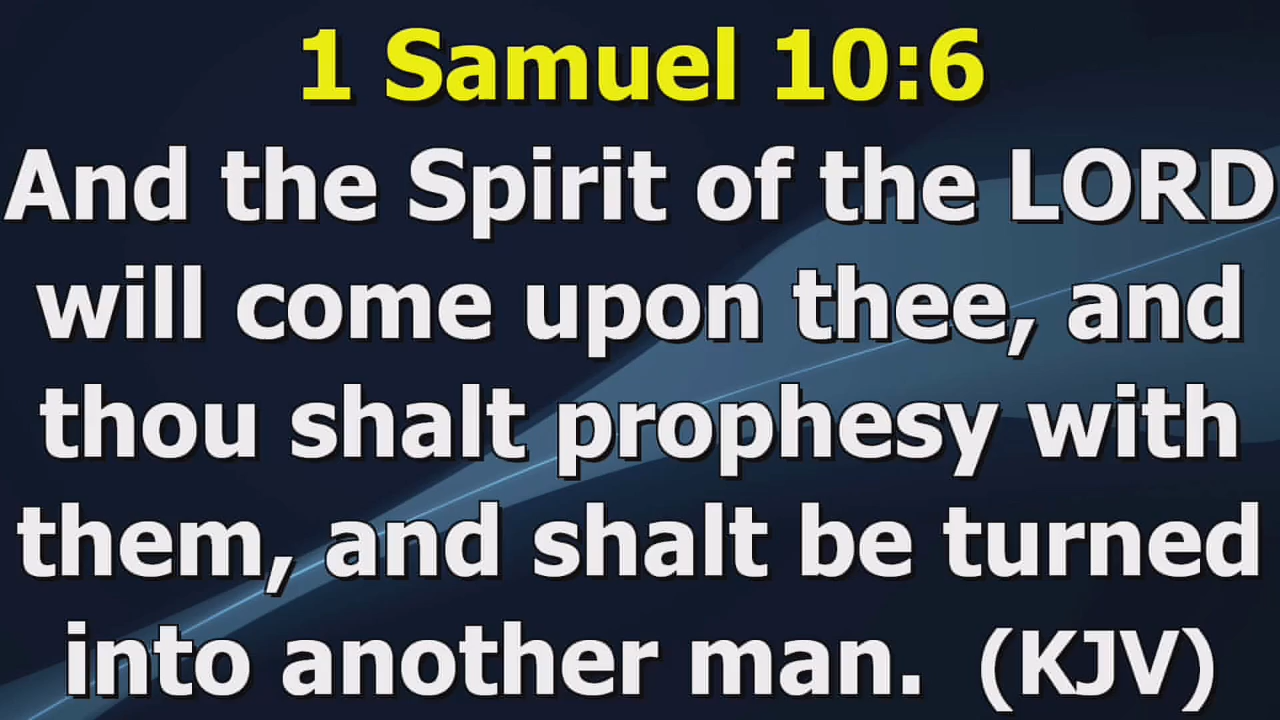 1 Samuel 10:6
And the Spirit of the LORD
will come upon thee, and
thou shalt prophesy with
them, and shalt be turned
into another man.  (KJV)